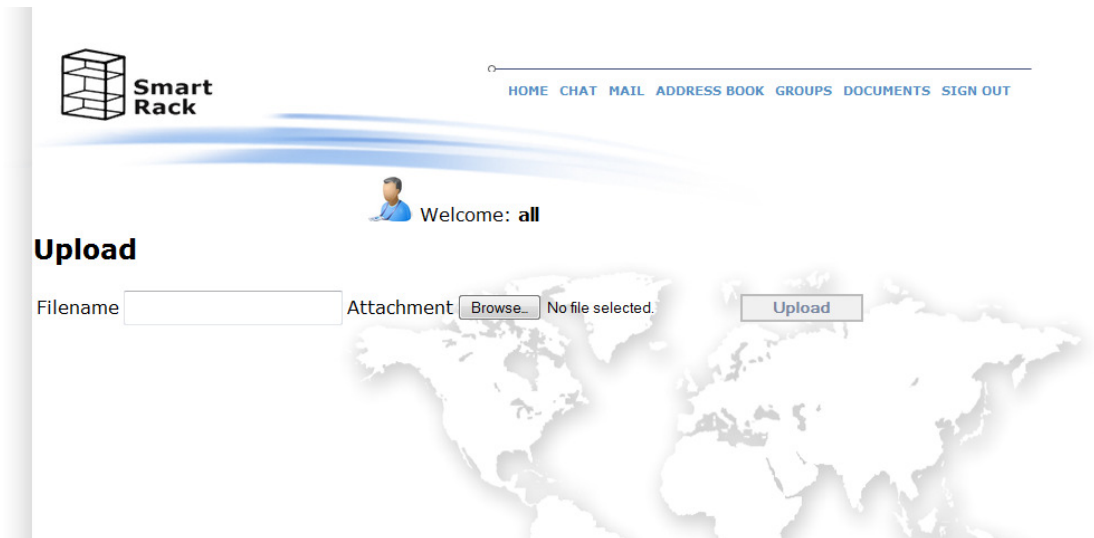 Smart
Rack
HOME CHAT MAIL ADDRESS BOOK GROUPS DOCUMENTS SIGN OUT
Welcome: all
Upload
Filename Attachment Browse... No file selected. Upload